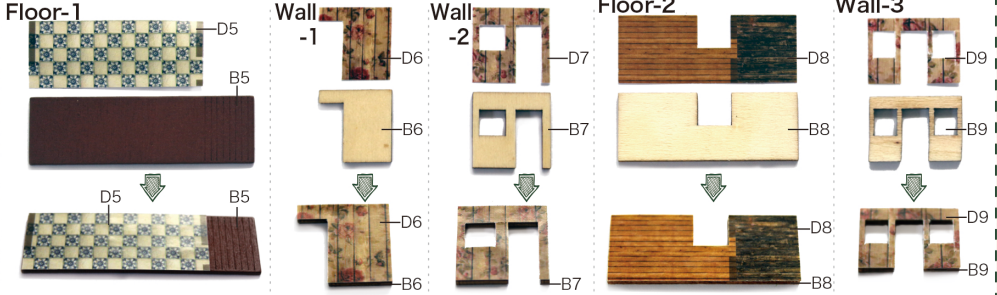 Floor-1
D5
B5
D5
B5
Wall
-1
D6
B6
D6
B6
Wall
-2
D7
B7
B7
Floor-2
D8
B8
D8
B8
Wall-3
D9
B9
D9
B9